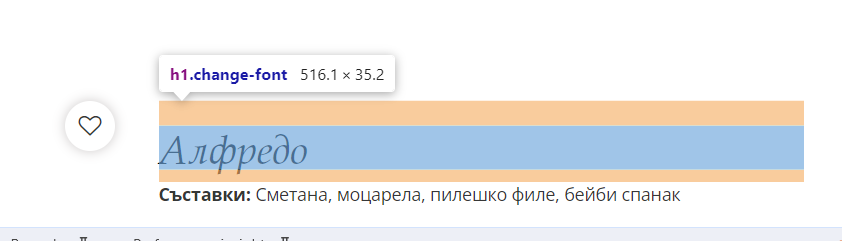 h1.change-font 516.1 × 35.2
Алфредо
Съставки: Сметана, моцарела, пилешко филе, бейби спанак